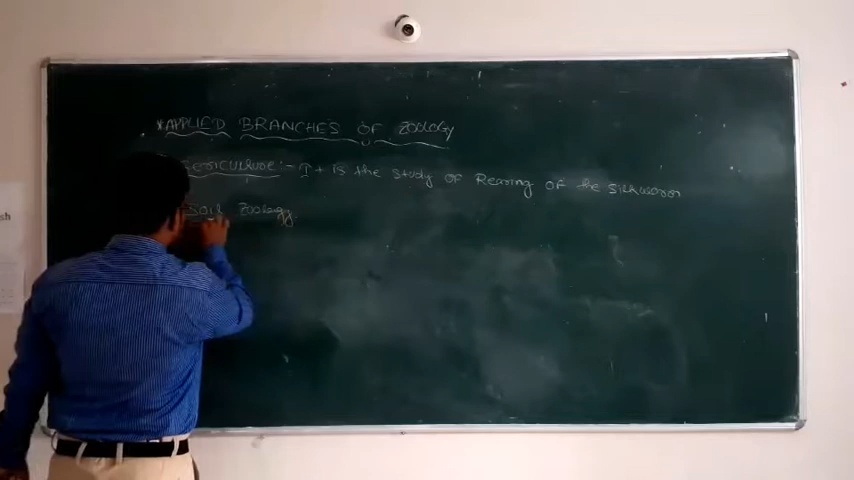 *APPLIED BRANCHES OF ZOOLOGY
SERICULTURE:- It is the study of Rearing of the silkworm
Soil Zoology